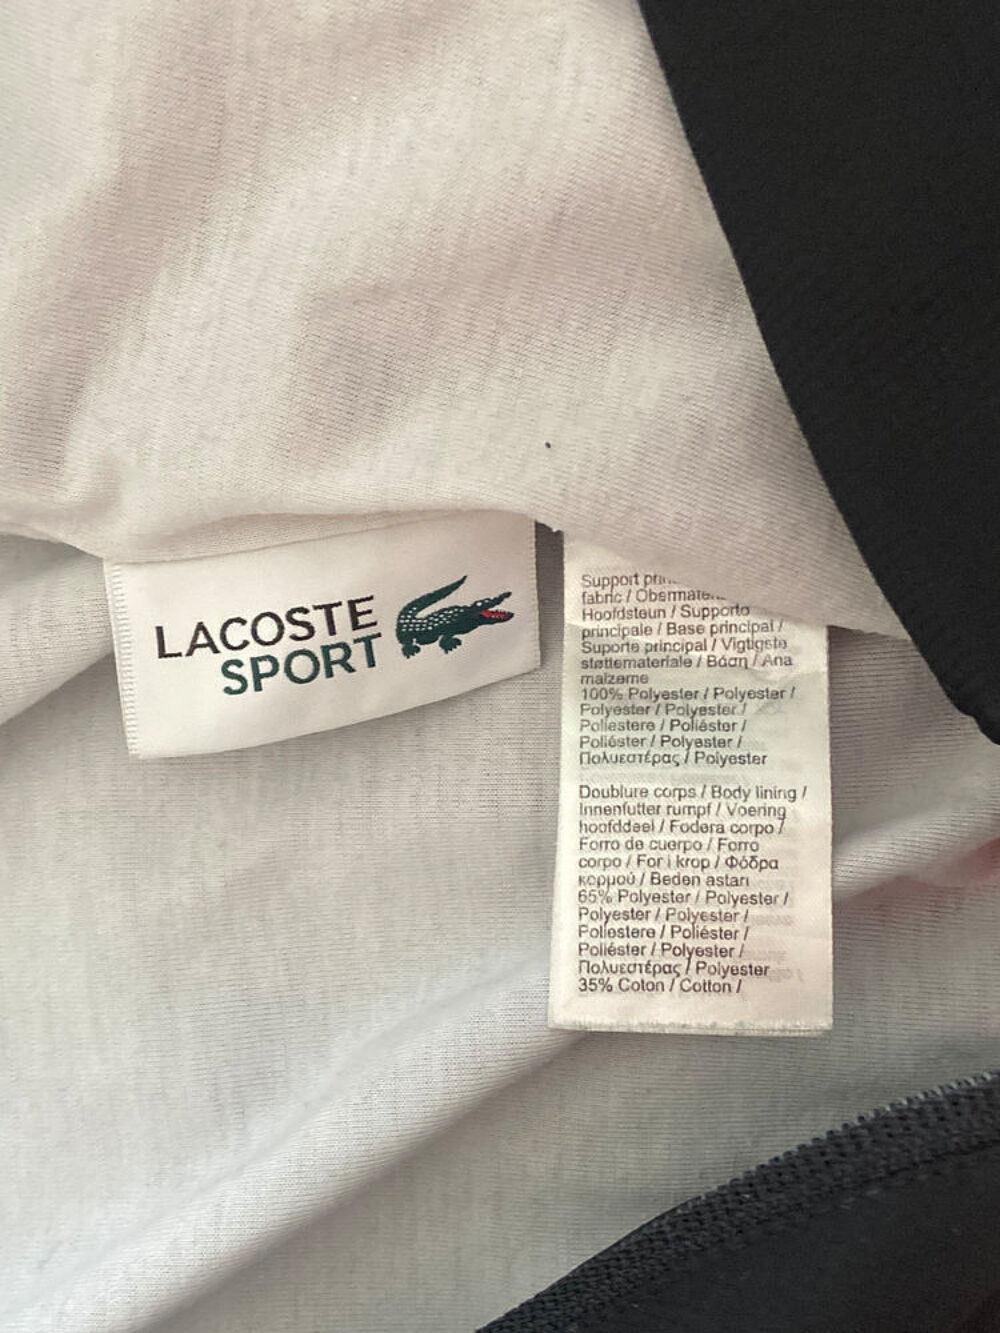 LACOSTE
SPORT
Support
fabric /
Hoofdsteun / Supporto
principale / Base principal /
Suporte principal / Vigtigste
støttemateriale / Βάση / Ana
malzeme
100% Polyester / Polyester /
Polyester / Polyester /
Poliestere / Poliéster /
Poliéster / Polyester /
Πολυεστέρας / Polyester
Doublure corps / Body lining /
Innenfutter rumpf / Voering
hoofddeel / Fodera corpo /
Forro de cuerpo / Forro
corpo / For i krop / Φόδρα
κορμού / Beden astarı
65% Polyester / Polyester /
Polyester / Polyester /
Poliestere / Poliéster /
Poliéster / Polyester /
Πολυεστέρας / Polyester
35% Coton / Cotton /